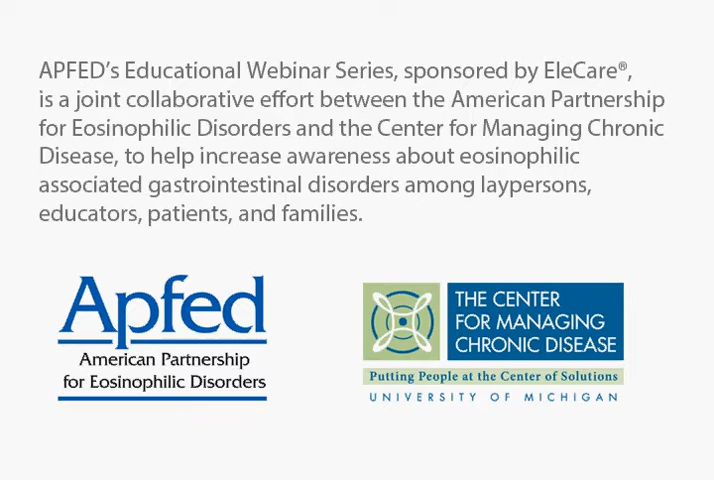 APFED’s Educational Webinar Series, sponsored by EleCare®,
is a joint collaborative effort between the American Partnership
for Eosinophilic Disorders and the Center for Managing Chronic
Disease, to help increase awareness about eosinophilic
associated gastrointestinal disorders among laypersons,
educators, patients, and families.
Apfed
American Partnership
for Eosinophilic Disorders
THE CENTER
FOR MANAGING
CHRONIC DISEASE
Putting People at the Center of Solutions
UNIVERSITY OF MICHIGAN